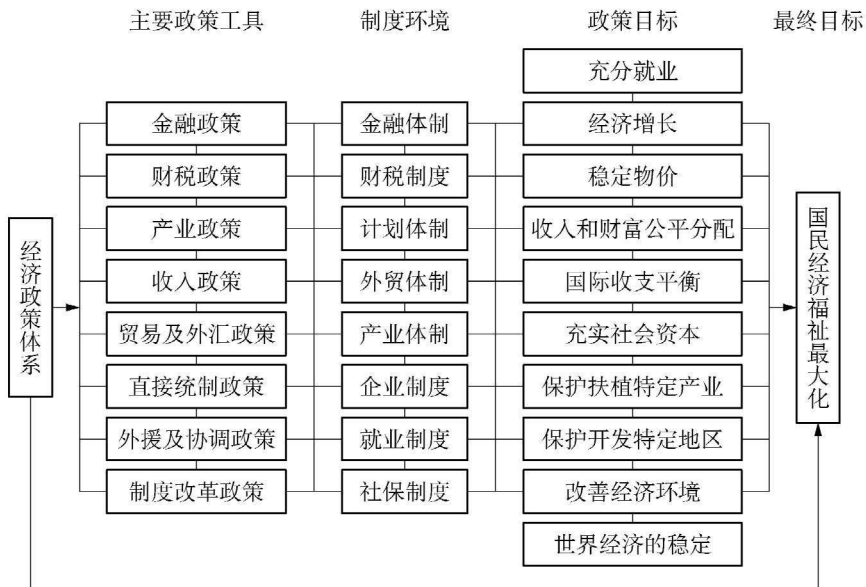 主要政策工具 制度环境 政策目标 最终目标
充分就业
金融政策 金融体制 经济增长
财税政策 财税制度 稳定物价
产业政策 计划体制 收入和财富公平分配
收入政策 外贸体制 国际收支平衡
贸易及外汇政策 产业体制 充实社会资本
直接统制政策 企业制度 保护扶植特定产业
外援及协调政策 就业制度 保护开发特定地区
制度改革政策 社保制度 改善经济环境
世界经济的稳定
经济政策体系
国民经济福祉最大化